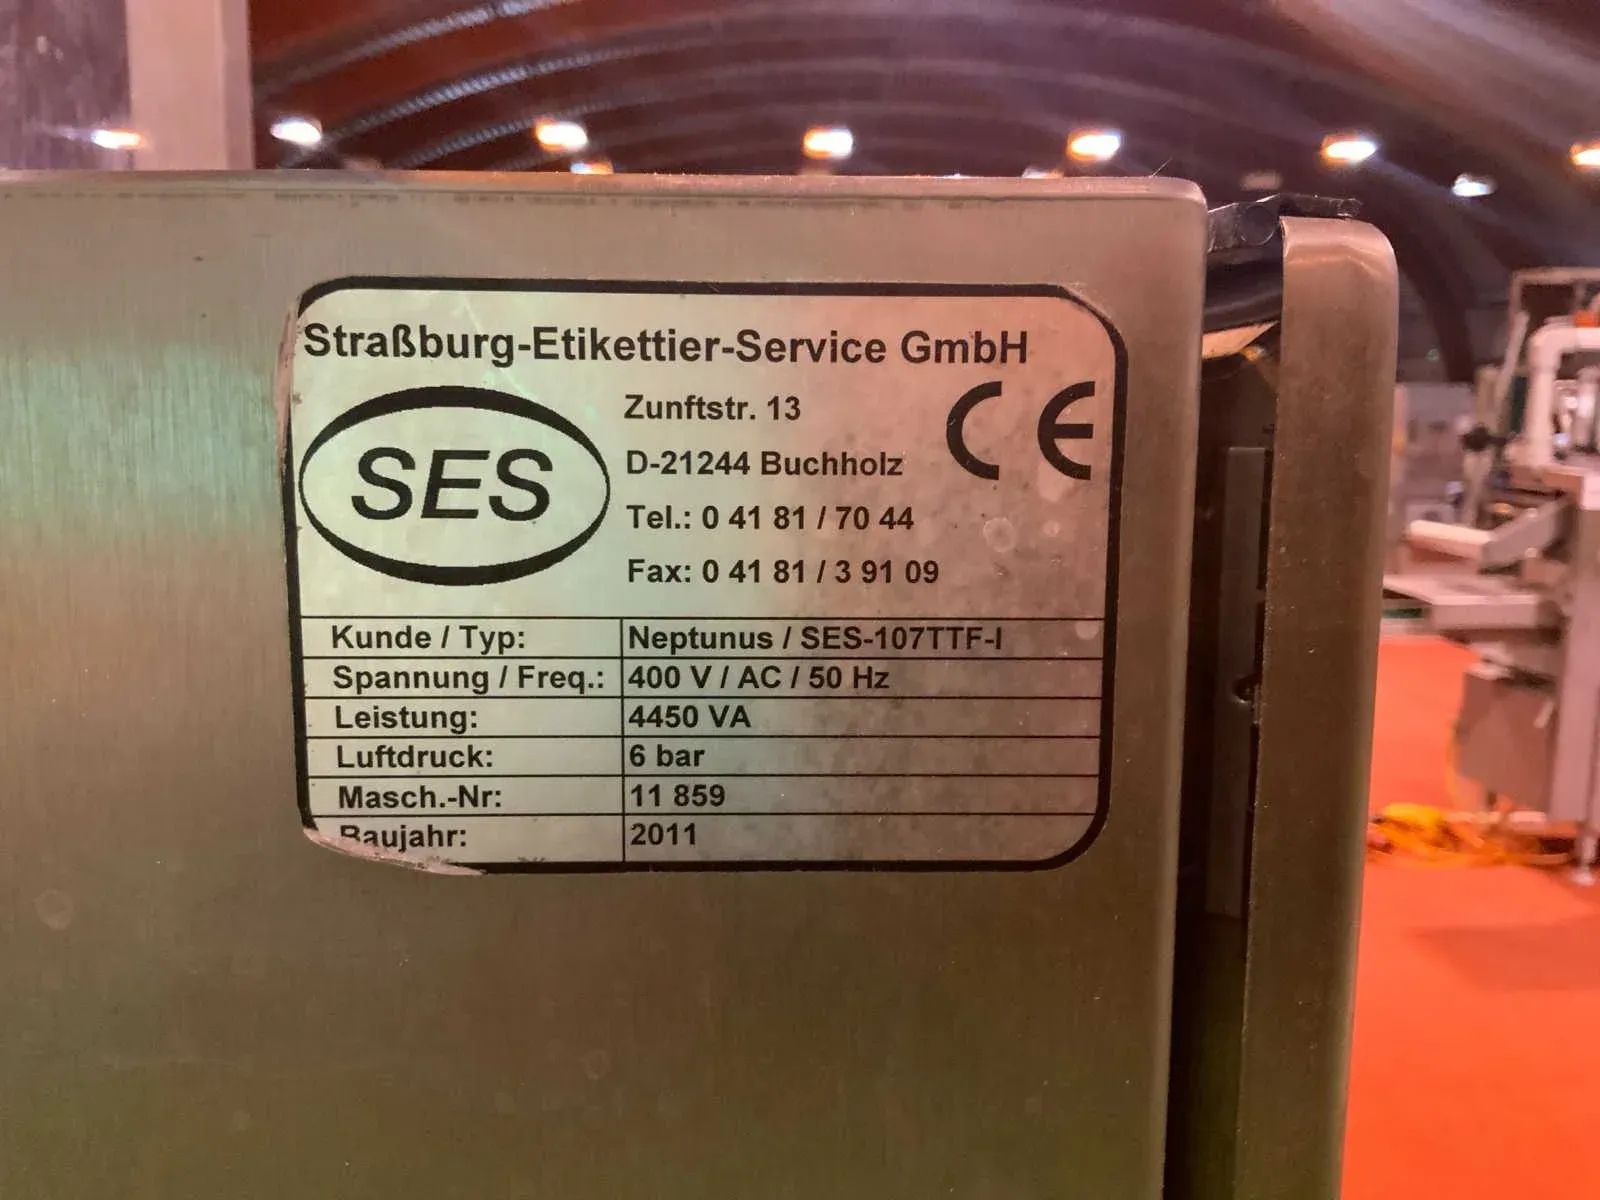 Straßburg-Etikettier-Service GmbH
SES
Zunftstr. 13
CE
D-21244 Buchholz
Tel.: 0 41 81 / 70 44
Fax: 0 41 81 / 3 91 09
Kunde / Typ: Neptunus / SES-107TTF-I
Spannung / Freq.: 400 V / AC / 50 Hz
Leistung: 4450 VA
Luftdruck: 6 bar
Masch.-Nr: 11 859
Baujahr: 2011